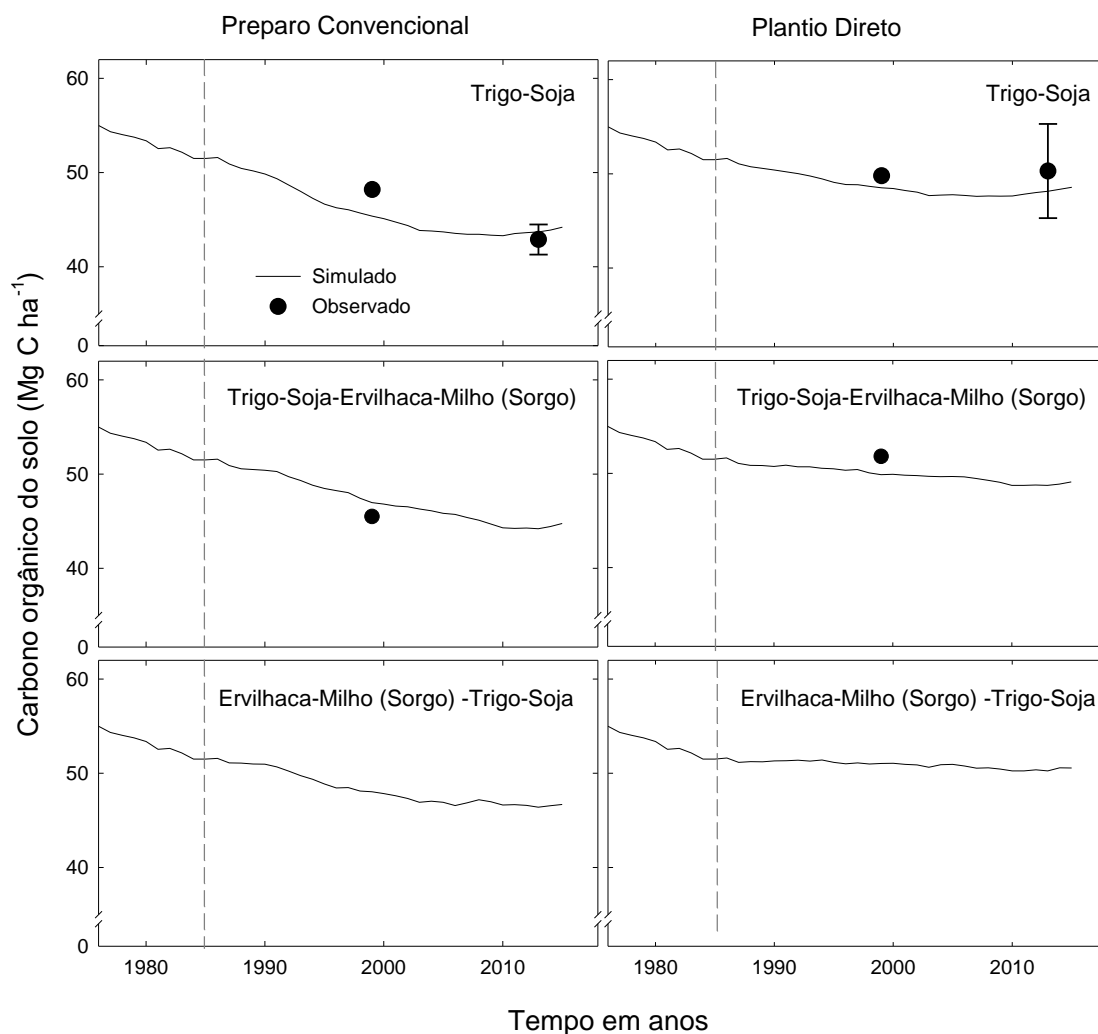 Preparo Convencional
Plantio Direto
Carbono orgânico do solo (Mg C ha⁻¹)
60
50
40
0
Trigo-Soja
Simulado
Observado
Trigo-Soja
60
50
40
0
Trigo-Soja-Ervilhaca-Milho (Sorgo)
Trigo-Soja-Ervilhaca-Milho (Sorgo)
60
50
40
0
Ervilhaca-Milho (Sorgo) -Trigo-Soja
Ervilhaca-Milho (Sorgo) -Trigo-Soja
1980 1990 2000 2010
1980 1990 2000 2010
Tempo em anos